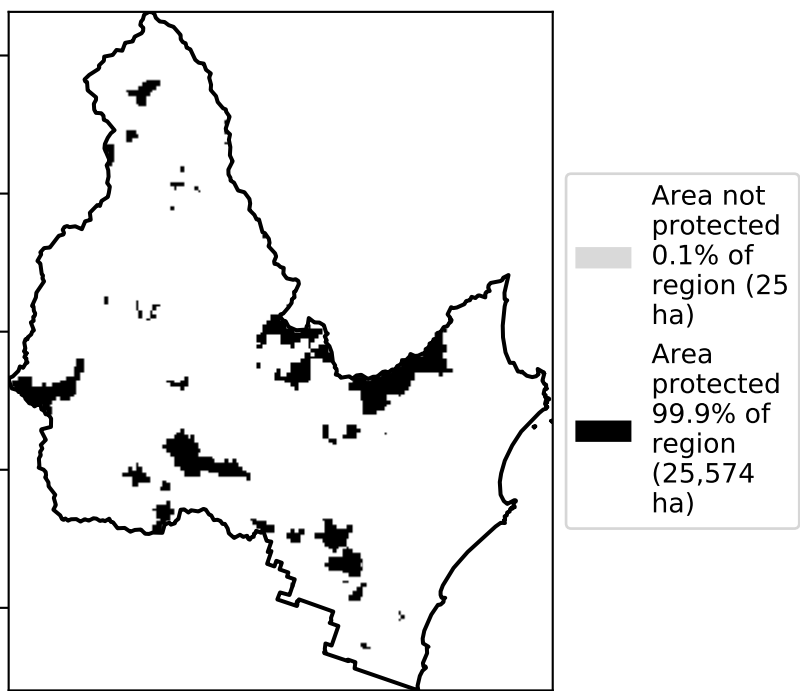 Area not
protected
0.1% of
region (25
ha)
Area
protected
99.9% of
region
(25,574
ha)